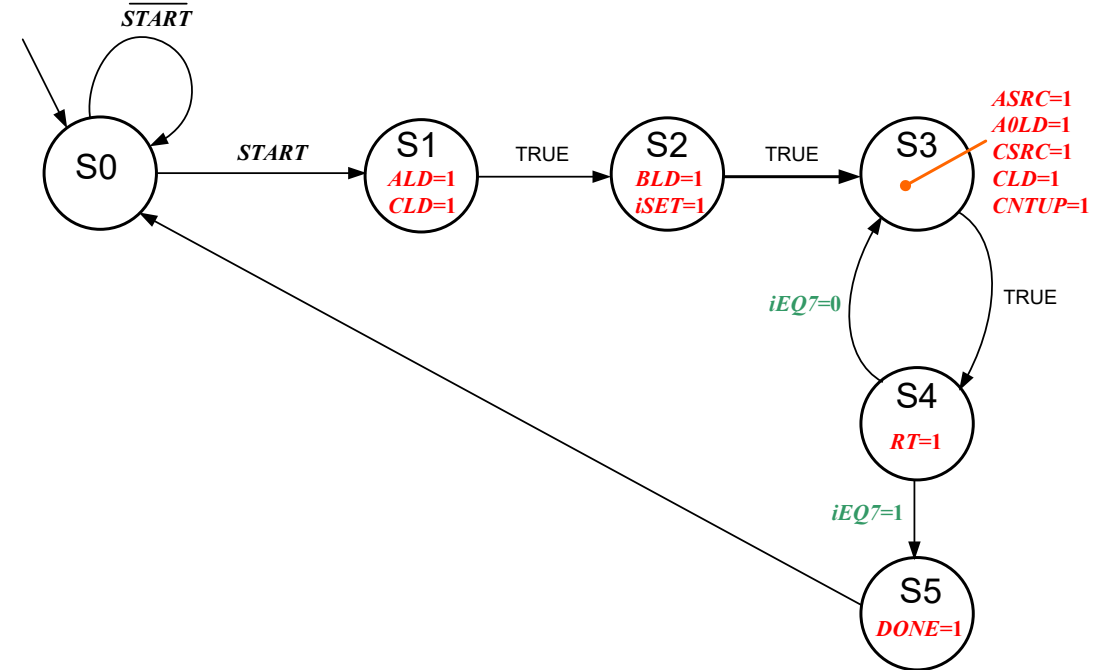 START
S0
START
S1
ALD=1
CLD=1
TRUE
S2
BLD=1
iSET=1
TRUE
S3
ASRC=1
A0LD=1
CSRC=1
CLD=1
CNTUP=1
iEQ7=0
TRUE
S4
RT=1
iEQ7=1
S5
DONE=1